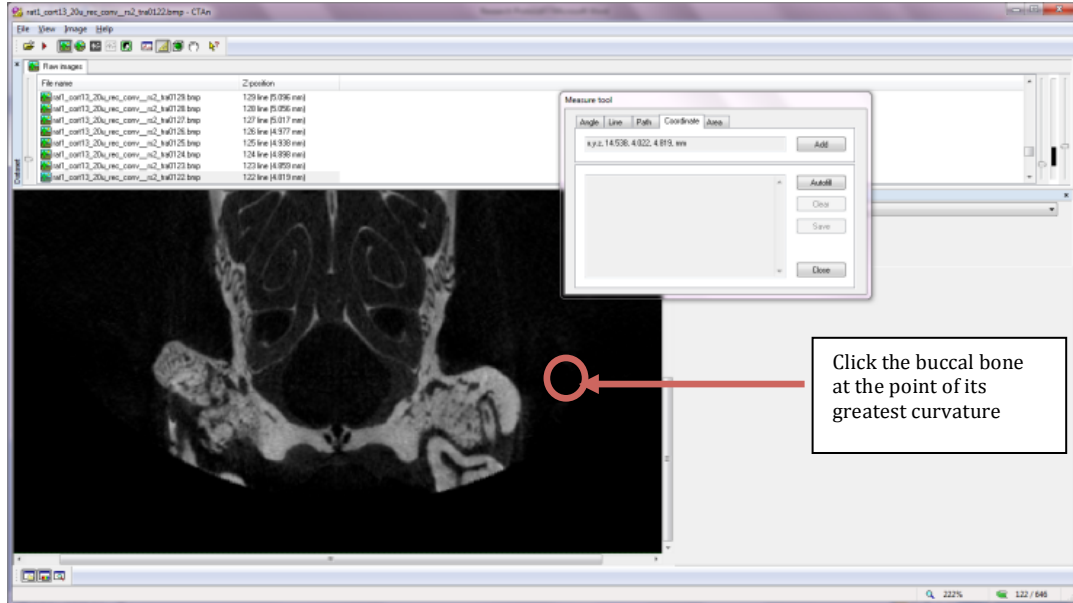 rat1_cort13_20u_rec_conv__rs2_tra0122.bmp - CTAn
File View Image Help
Raw images
File name Z-position
rat1_cort13_20u_rec_conv__rs2_tra0129.bmp 129 line (5.096 mm)
rat1_cort13_20u_rec_conv__rs2_tra0128.bmp 128 line (5.056 mm)
rat1_cort13_20u_rec_conv__rs2_tra0127.bmp 127 line (5.017 mm)
rat1_cort13_20u_rec_conv__rs2_tra0126.bmp 126 line (4.977 mm)
rat1_cort13_20u_rec_conv__rs2_tra0125.bmp 125 line (4.938 mm)
rat1_cort13_20u_rec_conv__rs2_tra0124.bmp 124 line (4.898 mm)
rat1_cort13_20u_rec_conv__rs2_tra0123.bmp 123 line (4.859 mm)
rat1_cort13_20u_rec_conv__rs2_tra0122.bmp 122 line (4.819 mm)
Dataset
Measure tool
Angle Line Path Coordinate Area
x,y,z, 14.538, 4.022, 4.819, mm
Add
Autofill
Clear
Save
Close
Click the buccal bone
at the point of its
greatest curvature
222% 122 / 646